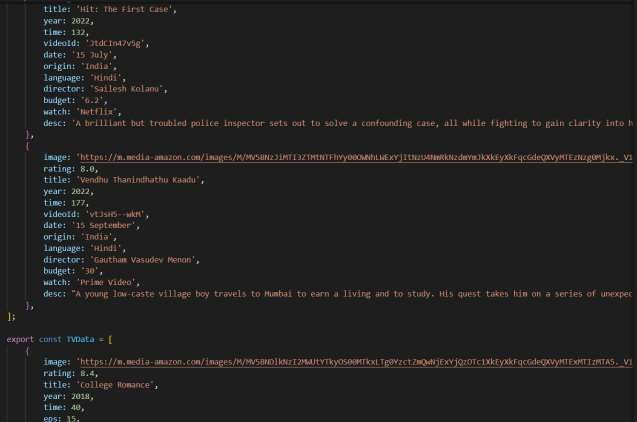 title: 'Hit: The First Case',
year: 2022,
time: 132,
videoId: 'JtdCIn47v5g',
date: '15 July',
origin: 'India',
language: 'Hindi',
director: 'Sailesh Kolanu',
budget: '6.2',
watch: 'Netflix',
desc: 'A brilliant but troubled police inspector sets out to solve a confounding case, all while fighting to gain clarity into h
},
{
image: 'https://m.media-amazon.com/images/M/
rating: 8.0,
title: 'Vendhu Thanindhathu Kaadu',
year: 2022,
time: 177,
videoId: 'vtJsH5--wkM',
date: '15 September',
origin: 'India',
language: 'Hindi',
director: 'Gautham Vasudev Menon',
budget: '30',
watch: 'Prime Video',
desc: "A young low-caste village boy travels to Mumbai to earn a living and to study. His quest takes him on a series of unexpec
},
];
export const TVData = [
{
image: 'https://m.media-amazon.com/images/M/
rating: 8.4,
title: 'College Romance',
year: 2018,
time: 40,
eps: 15,